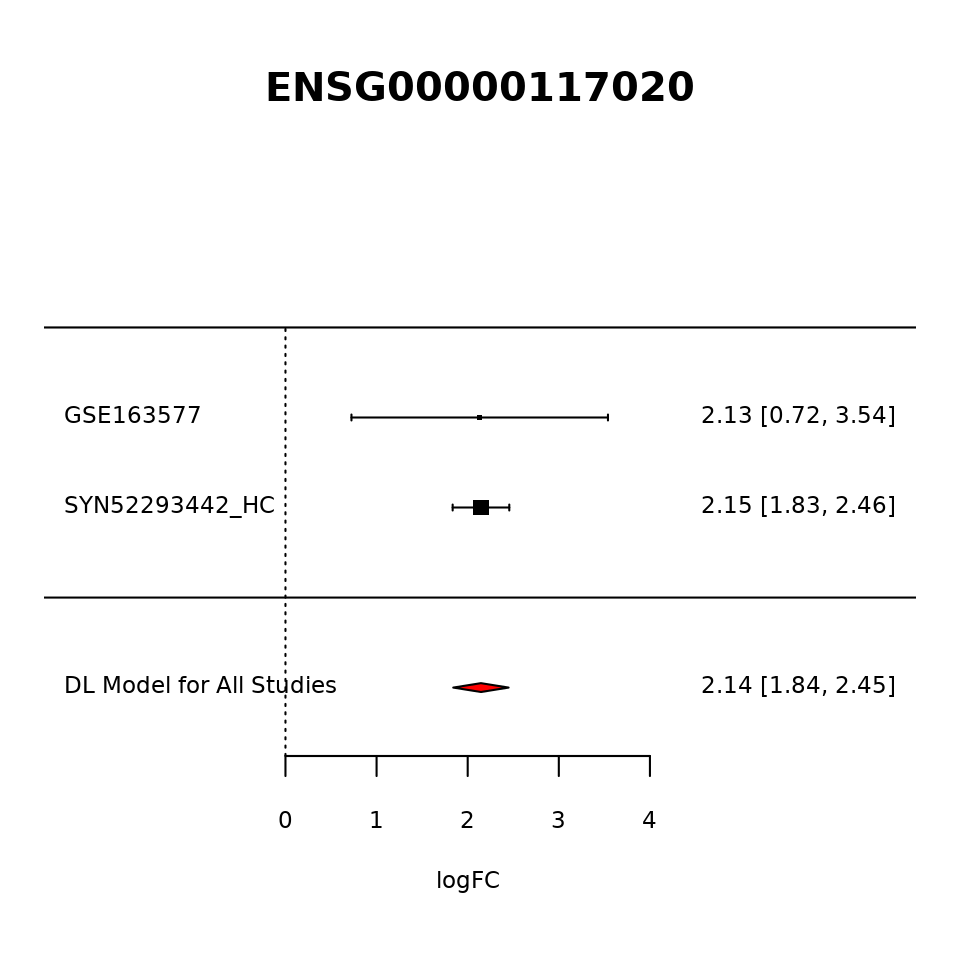 ENSG00000117020
GSE163577 2.13 [0.72, 3.54]
SYN52293442_HC 2.15 [1.83, 2.46]
DL Model for All Studies 2.14 [1.84, 2.45]
0 1 2 3 4
logFC